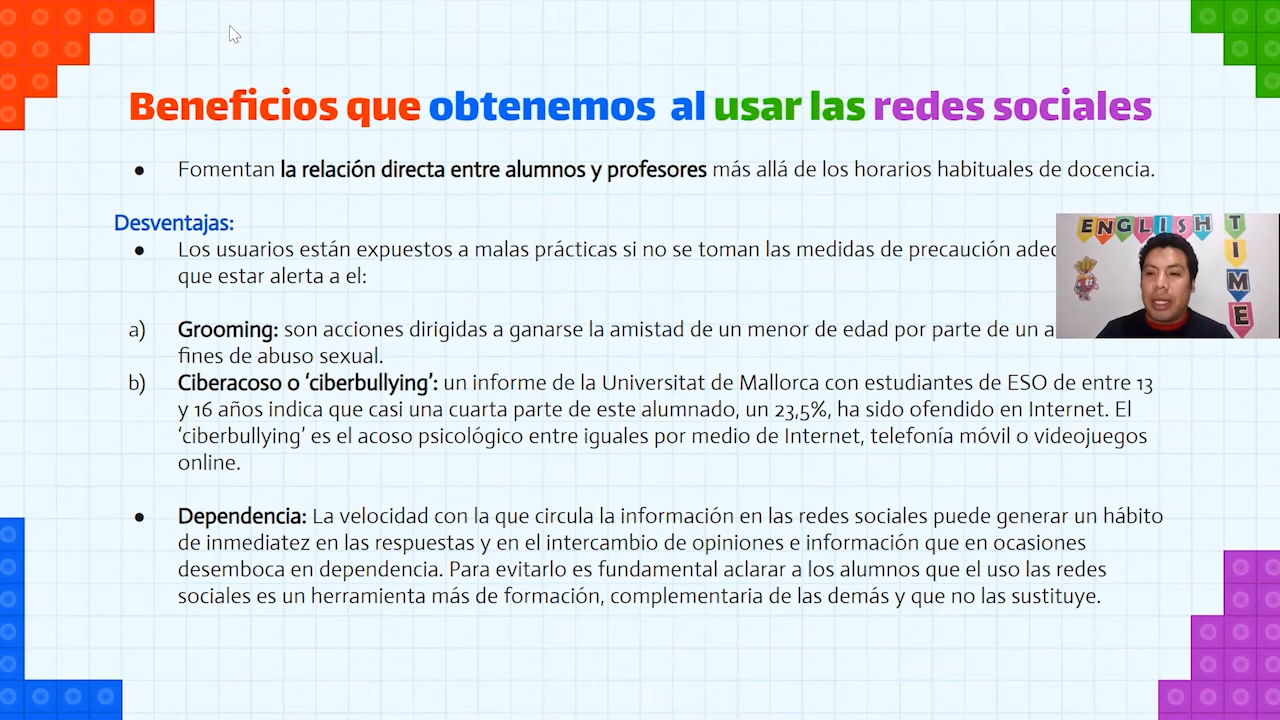 Beneficios que obtenemos al usar las redes sociales
● Fomentan la relación directa entre alumnos y profesores más allá de los horarios habituales de docencia.
Desventajas:
● Los usuarios están expuestos a malas prácticas si no se toman las medidas de precaución
que estar alerta a el:
a) Grooming: son acciones dirigidas a ganarse la amistad de un menor de edad por parte de un
fines de abuso sexual.
b) Ciberacoso o ‘ciberbullying’: un informe de la Universitat de Mallorca con estudiantes de ESO de entre 13
y 16 años indica que casi una cuarta parte de este alumnado, un 23,5%, ha sido ofendido en Internet. El
‘ciberbullying’ es el acoso psicológico entre iguales por medio de Internet, telefonía móvil o videojuegos
online.
● Dependencia: La velocidad con la que circula la información en las redes sociales puede generar un hábito
de inmediatez en las respuestas y en el intercambio de opiniones e información que en ocasiones
desemboca en dependencia. Para evitarlo es fundamental aclarar a los alumnos que el uso las redes
sociales es un herramienta más de formación, complementaria de las demás y que no las sustituye.
ENGLISH
TIME